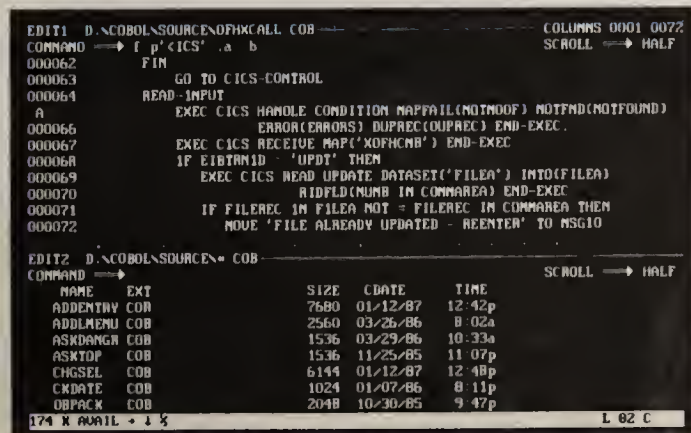 EDIT1 D:\COBOL\SOURCE\OFHXCALL COB COLUMNS 0001 0072
COMMAND ⟹ f p'<ICS' .a b SCROLL ⟹ HALF
000062 FIN
000063 GO TO CICS-CONTROL
000064 READ-INPUT
A EXEC CICS HANDLE CONDITION MAPFAIL(NOTMODF) NOTFND(NOTFOUND)
000066 ERROR(ERRORS) DUPREC(DUPREC) END-EXEC.
000067 EXEC CICS RECEIVE MAP('XOFHCNB') END-EXEC
000068 IF EIBTRNID = 'UPDT' THEN
000069 EXEC CICS READ UPDATE DATASET('FILEA') INTO(FILEA)
000070 RIDFLD(NUMB IN COMMAREA) END-EXEC
000071 IF FILEREC IN FILEA NOT = FILEREC IN COMMAREA THEN
000072 MOVE 'FILE ALREADY UPDATED - REENTER' TO MSG10
EDIT2 D:\COBOL\SOURCE\* COB
COMMAND ⟹ SCROLL ⟹ HALF
NAME EXT SIZE CDATE TIME
ADDENTRY COB 7680 01/12/87 12:42p
ADDLMENU COB 2560 03/26/86 8:02a
ASKDANGR COB 1536 03/29/86 10:33a
ASKTOP COB 1536 11/25/85 11:07p
CHGSEL COB 6144 01/12/87 12:48p
CKDATE COB 1024 01/07/86 8:11p
DBPACK COB 2048 10/30/85 9:47p
174 K AVAIL L 02 C